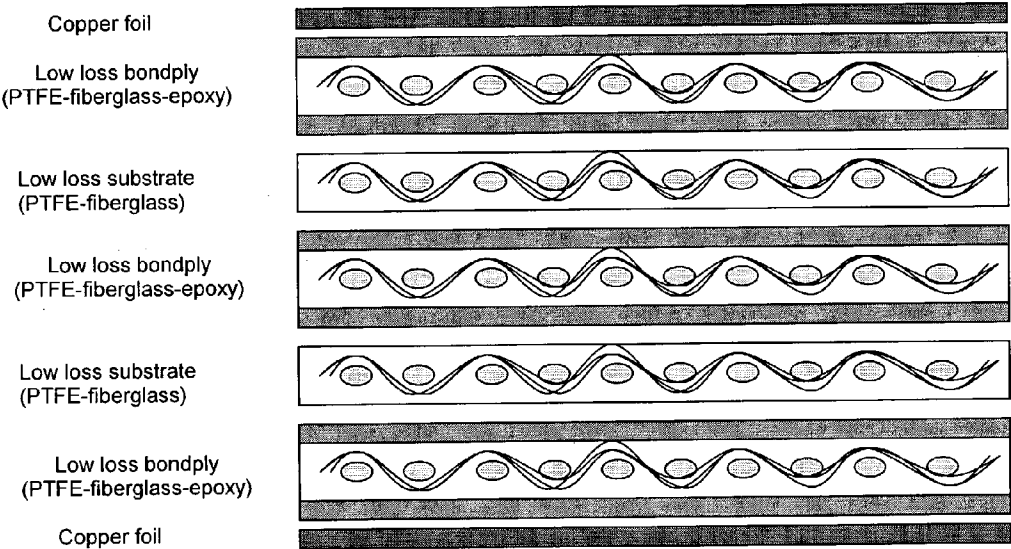 Copper foil
Low loss bondply
(PTFE-fiberglass-epoxy)
Low loss substrate
(PTFE-fiberglass)
Low loss bondply
(PTFE-fiberglass-epoxy)
Low loss substrate
(PTFE-fiberglass)
Low loss bondply
(PTFE-fiberglass-epoxy)
Copper foil